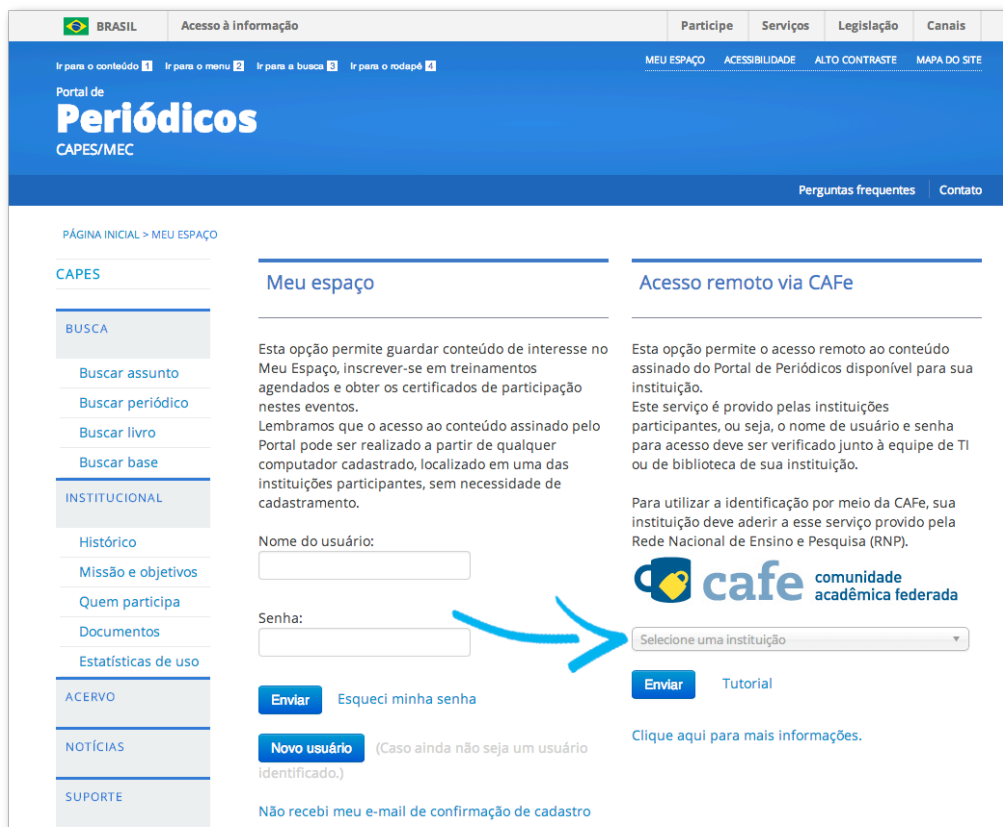 BRASIL
Acesso à informação
Participe
Serviços
Legislação
Canais
Ir para o conteúdo 1 Ir para o menu 2 Ir para a busca 3 Ir para o rodapé 4
MEU ESPAÇO ACESSIBILIDADE ALTO CONTRASTE MAPA DO SITE
Portal de
Periódicos
CAPES/MEC
Perguntas frequentes Contato
PÁGINA INICIAL > MEU ESPAÇO
CAPES
BUSCA
Buscar assunto
Buscar periódico
Buscar livro
Buscar base
INSTITUCIONAL
Histórico
Missão e objetivos
Quem participa
Documentos
Estatísticas de uso
ACERVO
NOTÍCIAS
SUPORTE
Meu espaço
Esta opção permite guardar conteúdo de interesse no
Meu Espaço, inscrever-se em treinamentos
agendados e obter os certificados de participação
nestes eventos.
Lembramos que o acesso ao conteúdo assinado pelo
Portal pode ser realizado a partir de qualquer
computador cadastrado, localizado em uma das
instituições participantes, sem necessidade de
cadastramento.
Nome do usuário:
Senha:
Enviar Esqueci minha senha
Novo usuário (Caso ainda não seja um usuário
identificado.)
Não recebi meu e-mail de confirmação de cadastro
Acesso remoto via CAFe
Esta opção permite o acesso remoto ao conteúdo
assinado do Portal de Periódicos disponível para sua
instituição.
Este serviço é provido pelas instituições
participantes, ou seja, o nome de usuário e senha
para acesso deve ser verificado junto à equipe de TI
ou de biblioteca de sua instituição.
Para utilizar a identificação por meio da CAFe, sua
instituição deve aderir a esse serviço provido pela
Rede Nacional de Ensino e Pesquisa (RNP).
cafe comunidade
acadêmica federada
Selecione uma instituição
Enviar Tutorial
Clique aqui para mais informações.